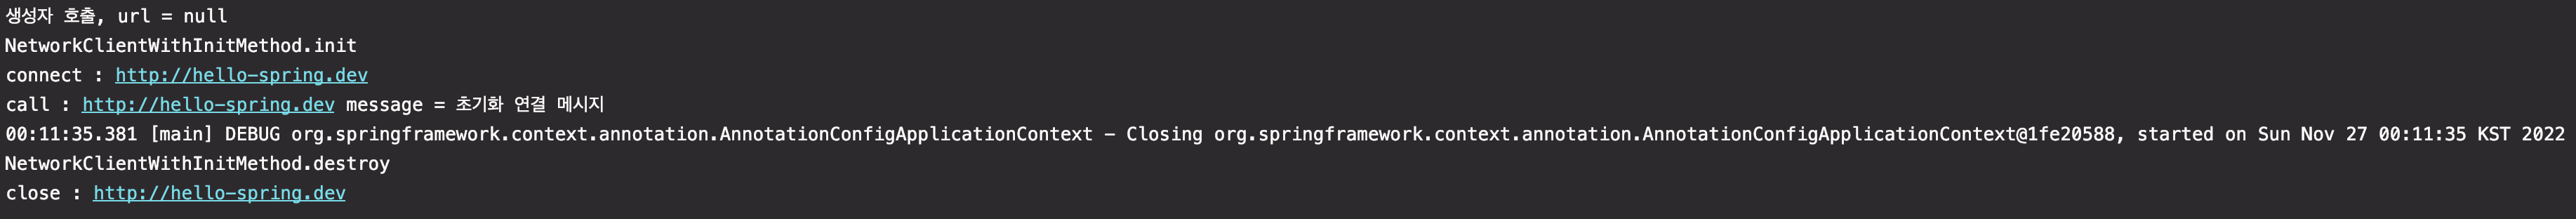 생성자 호출, url = null
NetworkClientWithInitMethod.init
connect : http://hello-spring.dev
call : http://hello-spring.dev message = 초기화 연결 메시지
00:11:35.381 [main] DEBUG org.springframework.context.annotation.AnnotationConfigApplicationContext - Closing org.springframework.context.annotation.AnnotationConfigApplicationContext@1fe20588, started on Sun Nov 27 00:11:35 KST 2022
NetworkClientWithInitMethod.destroy
close : http://hello-spring.dev